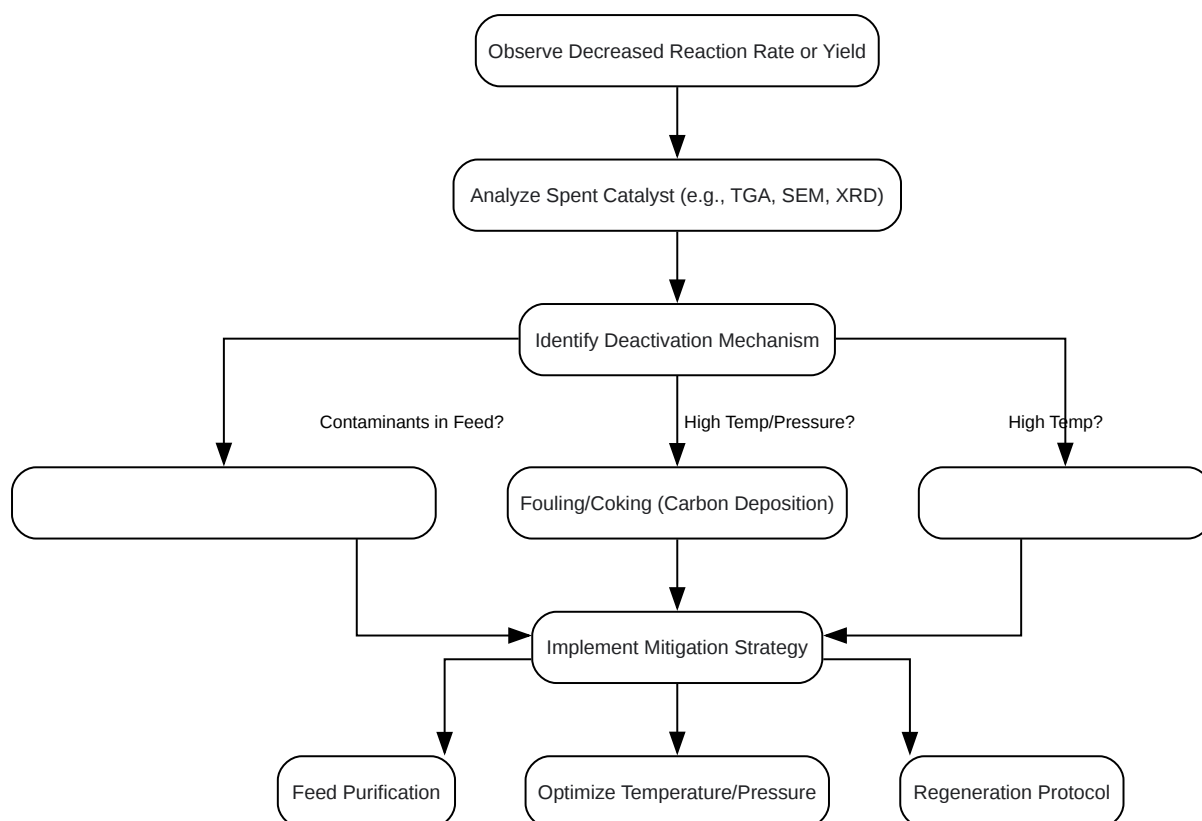 Observe Decreased Reaction Rate or Yield
Analyze Spent Catalyst (e.g., TGA, SEM, XRD)
Identify Deactivation Mechanism
Contaminants in Feed?
High Temp/Pressure?
High Temp?
Fouling/Coking (Carbon Deposition)
Implement Mitigation Strategy
Feed Purification
Optimize Temperature/Pressure
Regeneration Protocol